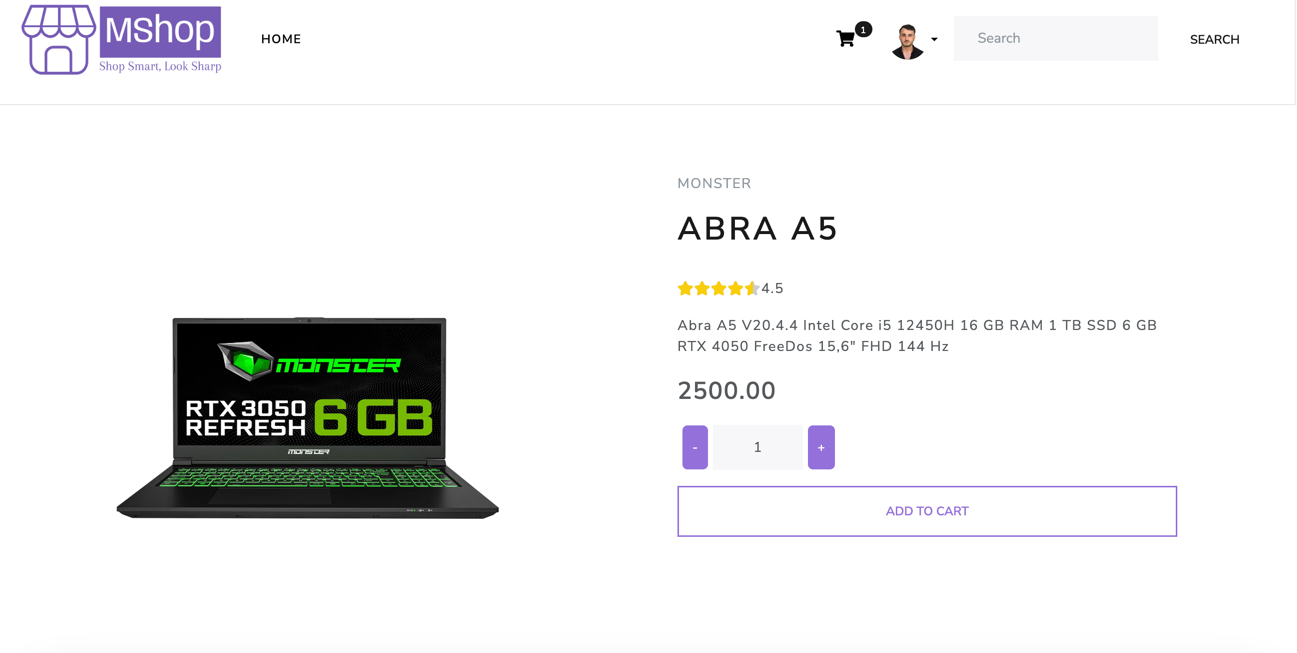 MShop
Shop Smart, Look Sharp
HOME
1
Search
SEARCH
MONSTER
ABRA A5
4.5
Abra A5 V20.4.4 Intel Core i5 12450H 16 GB RAM 1 TB SSD 6 GB
RTX 4050 FreeDos 15,6" FHD 144 Hz
2500.00
- 1 +
ADD TO CART
MONSTER
RTX 3050 6 GB
REFRESH
MONSTER